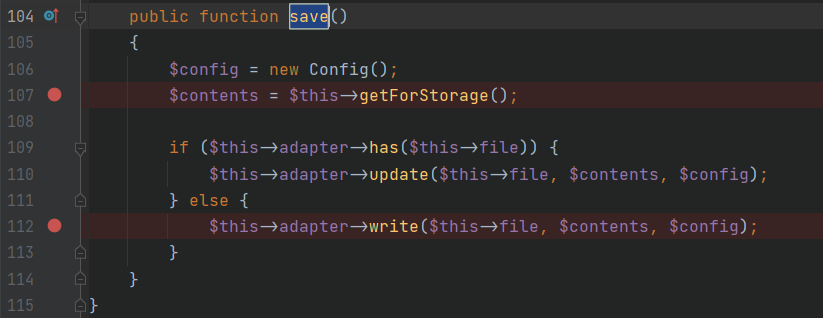 104 public function save()
105 {
106 $config = new Config();
107 $contents = $this->getForStorage();
108
109 if ($this->adapter->has($this->file)) {
110 $this->adapter->update($this->file, $contents, $config);
111 } else {
112 $this->adapter->write($this->file, $contents, $config);
113 }
114 }
115 }